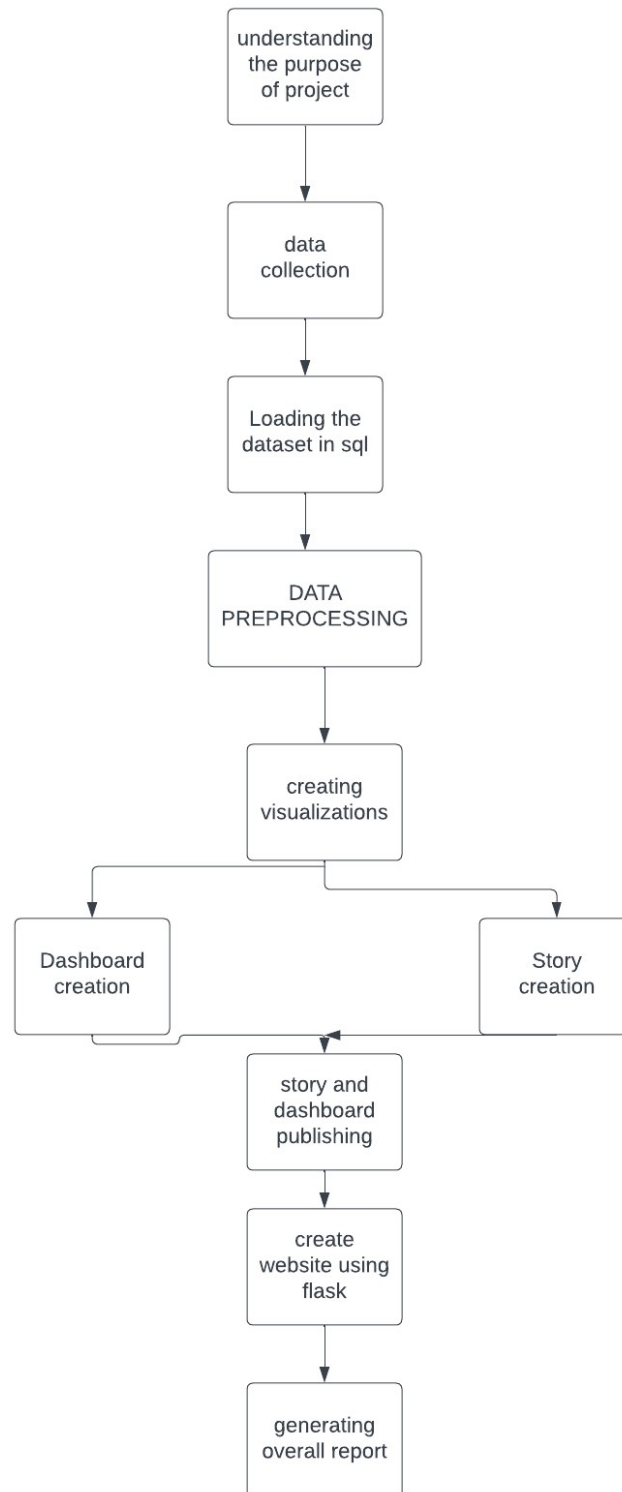 understanding
the purpose
of project
data
collection
Loading the
dataset in sql
DATA
PREPROCESSING
creating
visualizations
Dashboard
creation
Story
creation
story and
dashboard
publishing
create
website using
flask
generating
overall report